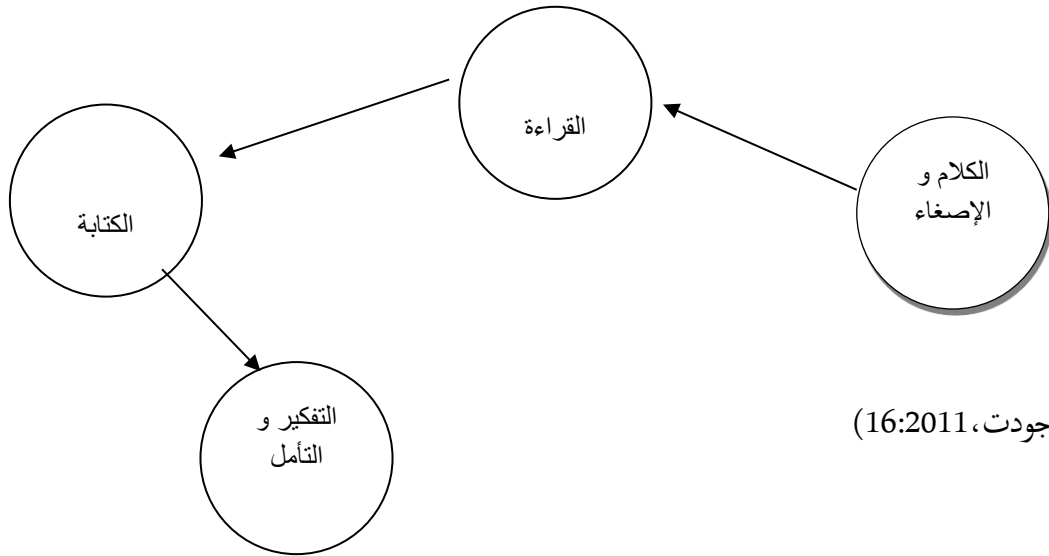 القراءة
الكلام و
الإصغاء
الكتابة
التفكير و
التأمل
جودت،16:2011)